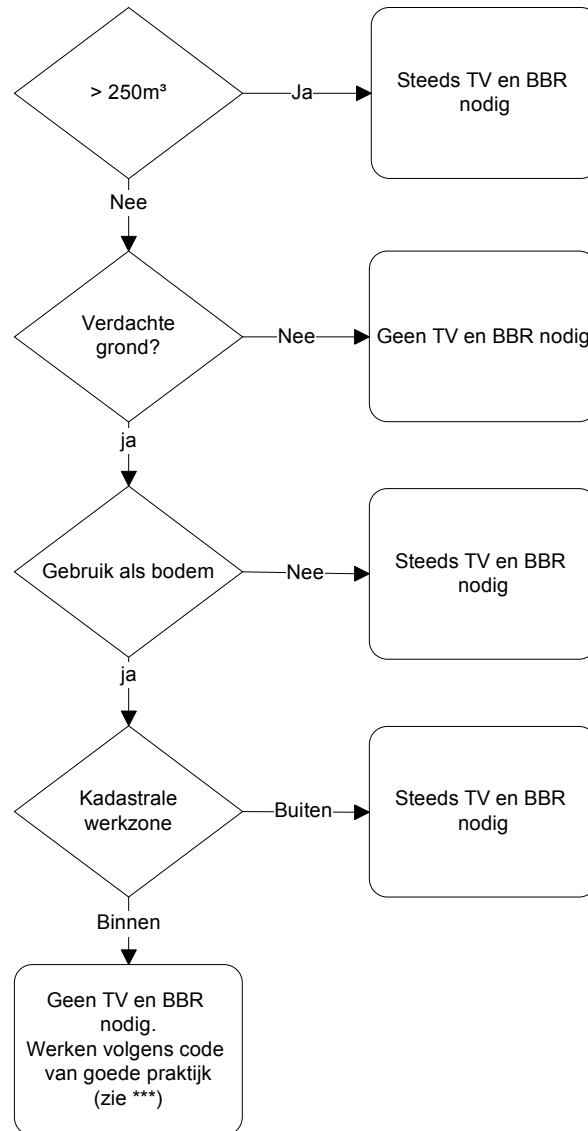 > 250m³
Ja
Steeds TV en BBR
nodig
Nee
Verdachte
grond?
Nee
Geen TV en BBR nodig
ja
Gebruik als bodem
Nee
Steeds TV en BBR
nodig
ja
Kadastrale
werkzone
Buiten
Steeds TV en BBR
nodig
Binnen
Geen TV en BBR
nodig.
Werken volgens code
van goede praktijk
(zie ***)